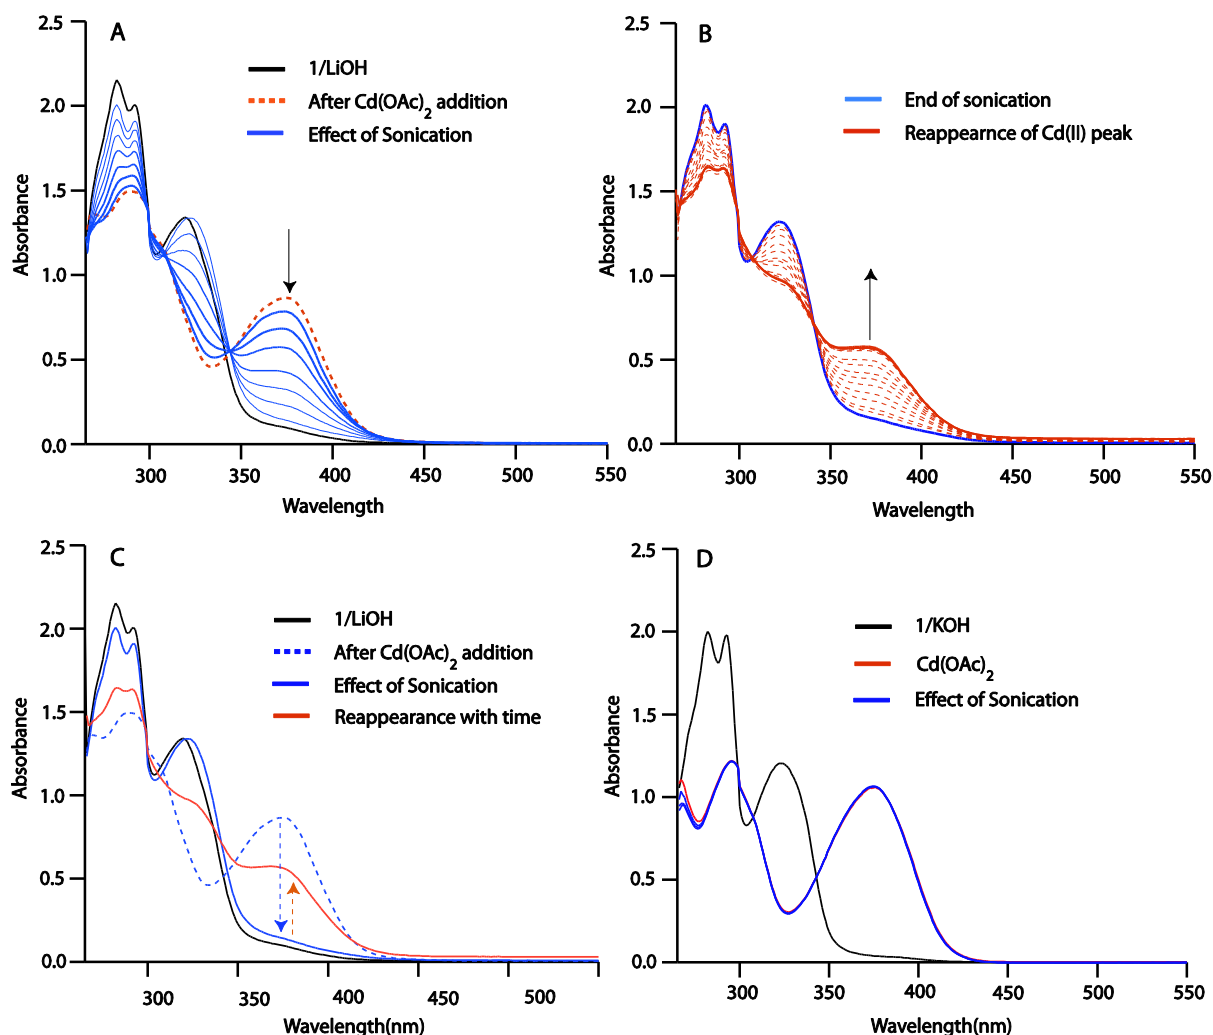 A
2.5
2.0
1.5
1.0
0.5
0.0
Absorbance
1/LiOH
After Cd(OAc)2 addition
Effect of Sonication
300
350
400
450
500
550
Wavelength
B
2.5
2.0
1.5
1.0
0.5
0.0
Absorbance
End of sonication
Reappearnce of Cd(II) peak
300
350
400
450
500
550
Wavelength
C
2.5
2.0
1.5
1.0
0.5
0.0
Absorbance
1/LiOH
After Cd(OAc)2 addition
Effect of Sonication
Reappearance with time
300
350
400
450
500
Wavelength(nm)
D
2.5
2.0
1.5
1.0
0.5
0.0
Absorbance
1/KOH
Cd(OAc)2
Effect of Sonication
300
350
400
450
500
550
Wavelength(nm)